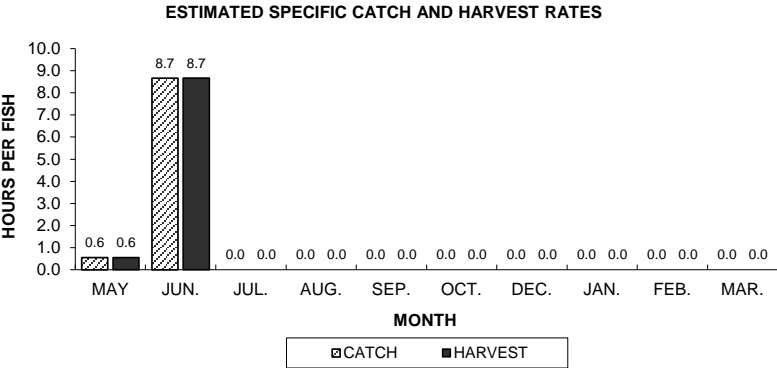 ESTIMATED SPECIFIC CATCH AND HARVEST RATES
HOURS PER FISH
10.0
9.0
8.0
7.0
6.0
5.0
4.0
3.0
2.0
1.0
0.0
0.6 0.6 8.7 8.7 0.0 0.0 0.0 0.0 0.0 0.0 0.0 0.0 0.0 0.0 0.0 0.0 0.0 0.0 0.0 0.0
MAY JUN. JUL. AUG. SEP. OCT. DEC. JAN. FEB. MAR.
MONTH
CATCH HARVEST